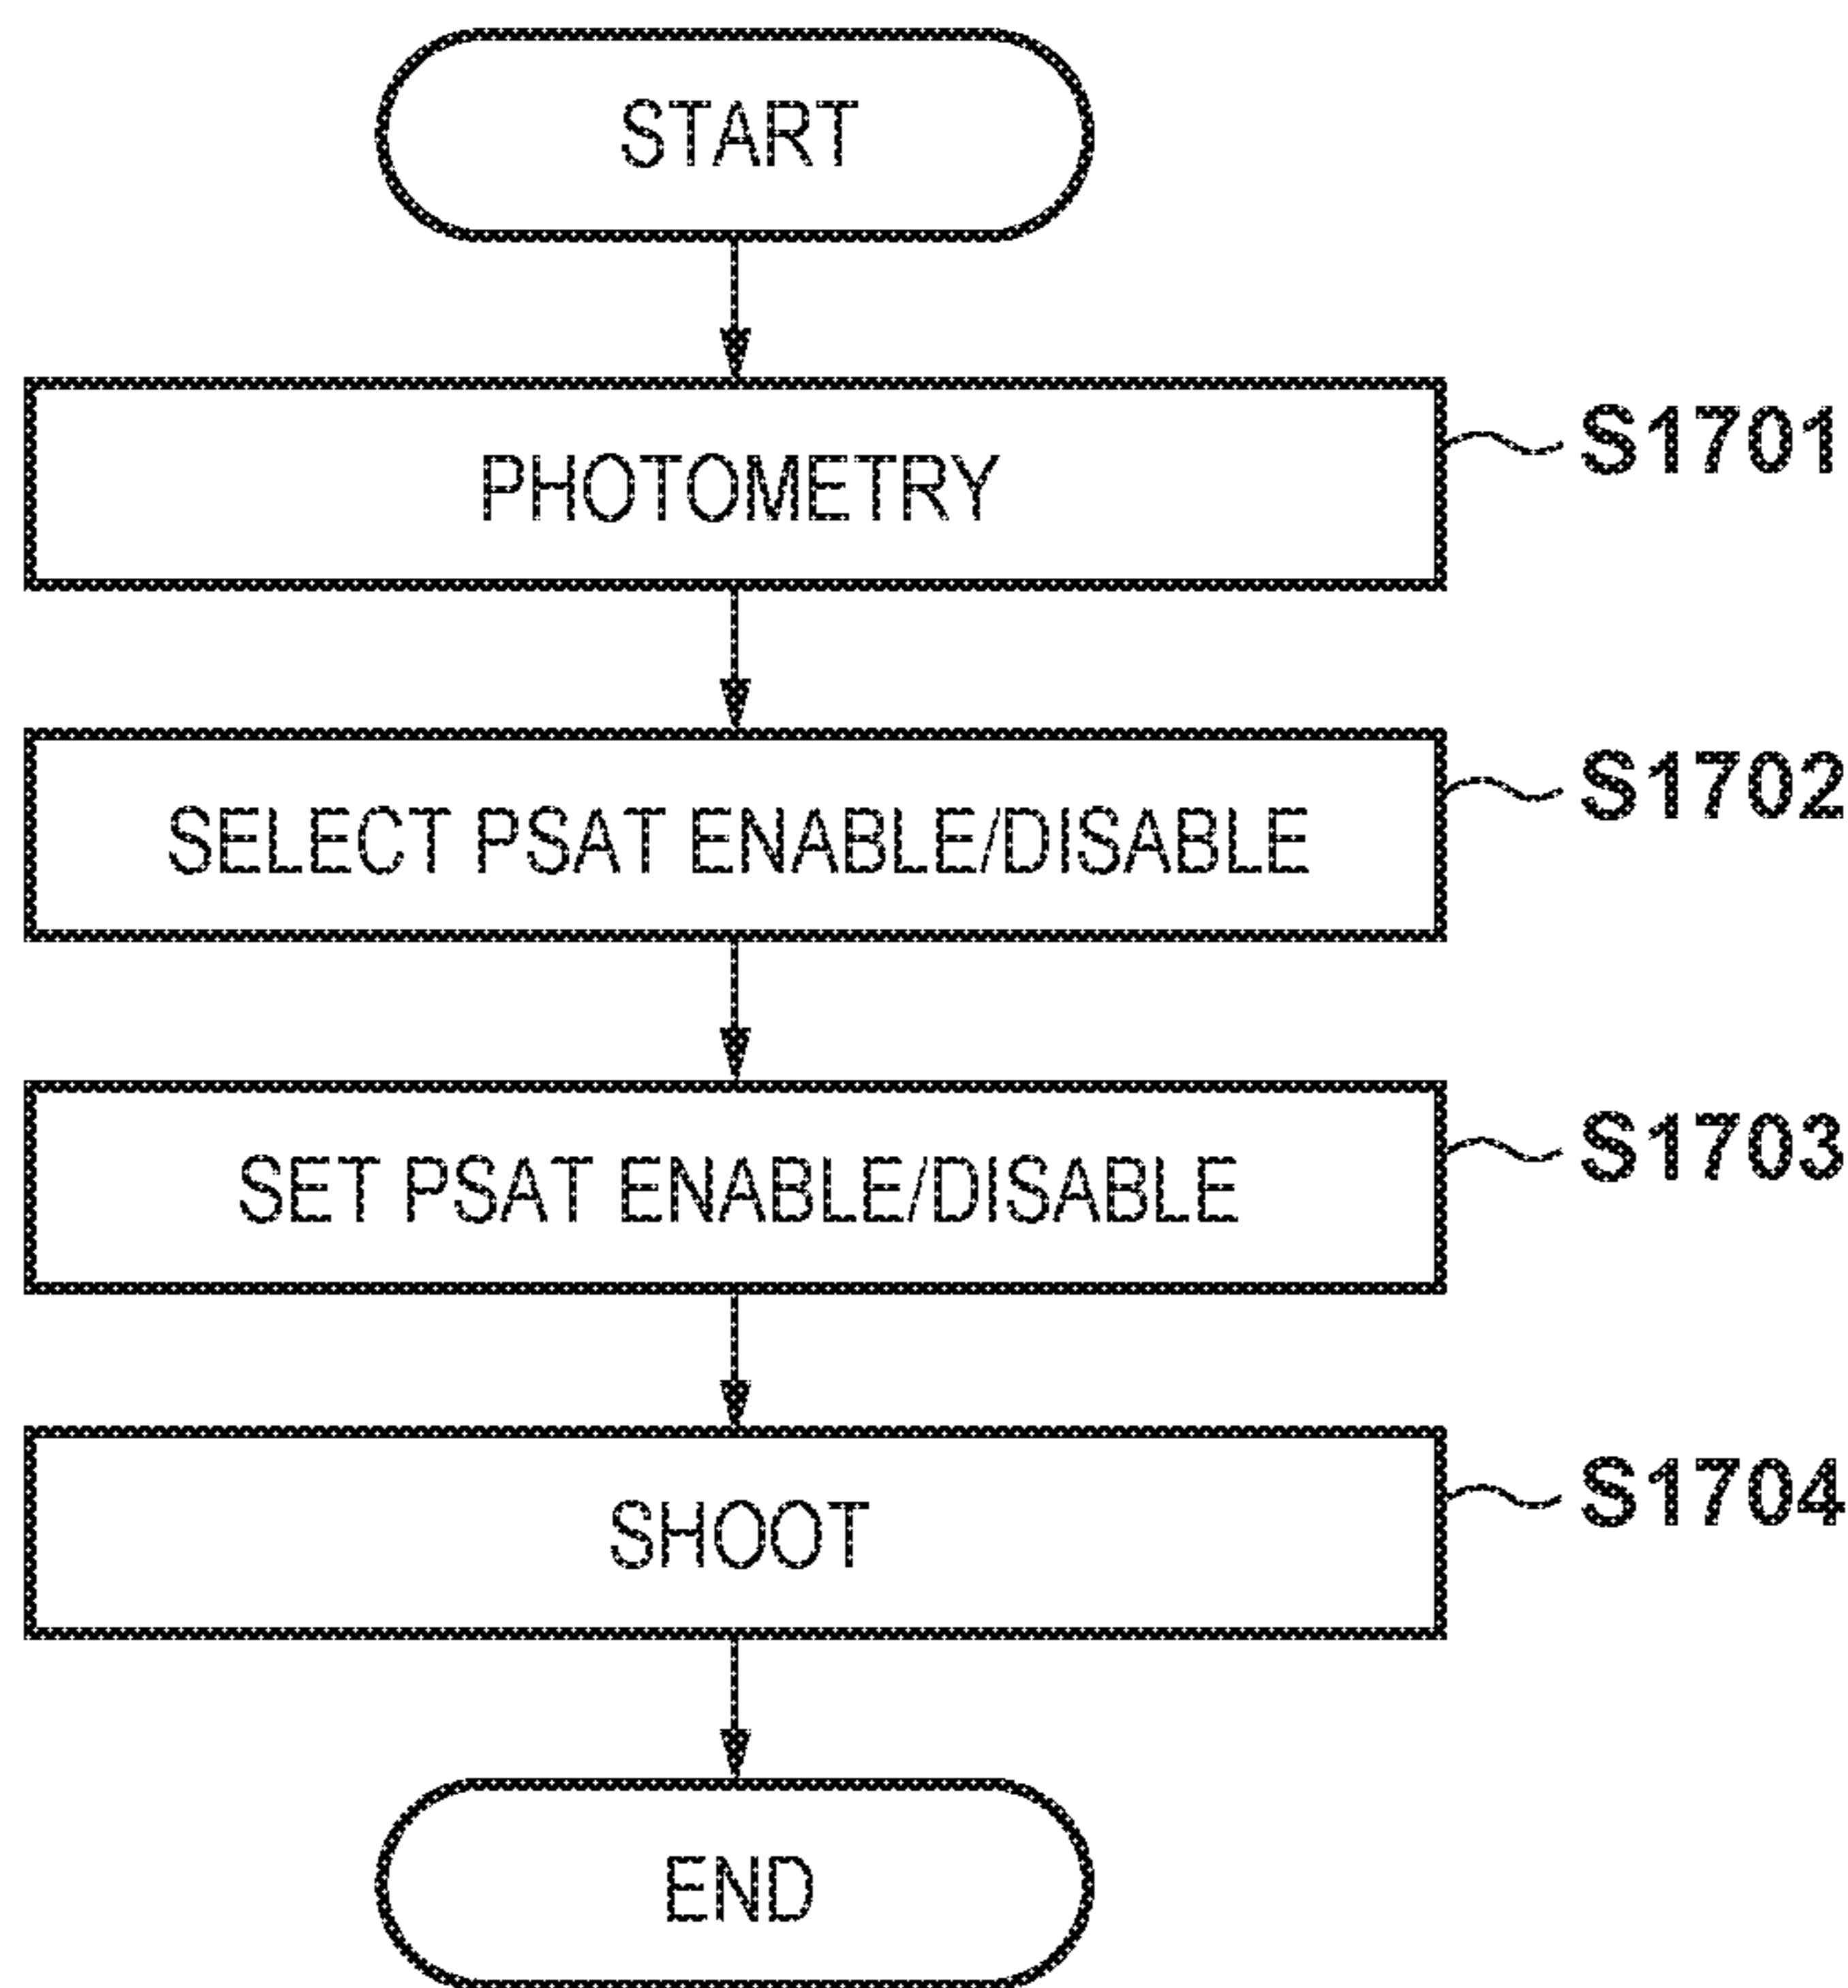 START
PHOTOMETRY
S1701
SELECT PSAT ENABLE/DISABLE
S1702
SET PSAT ENABLE/DISABLE
S1703
SHOOT
S1704
END